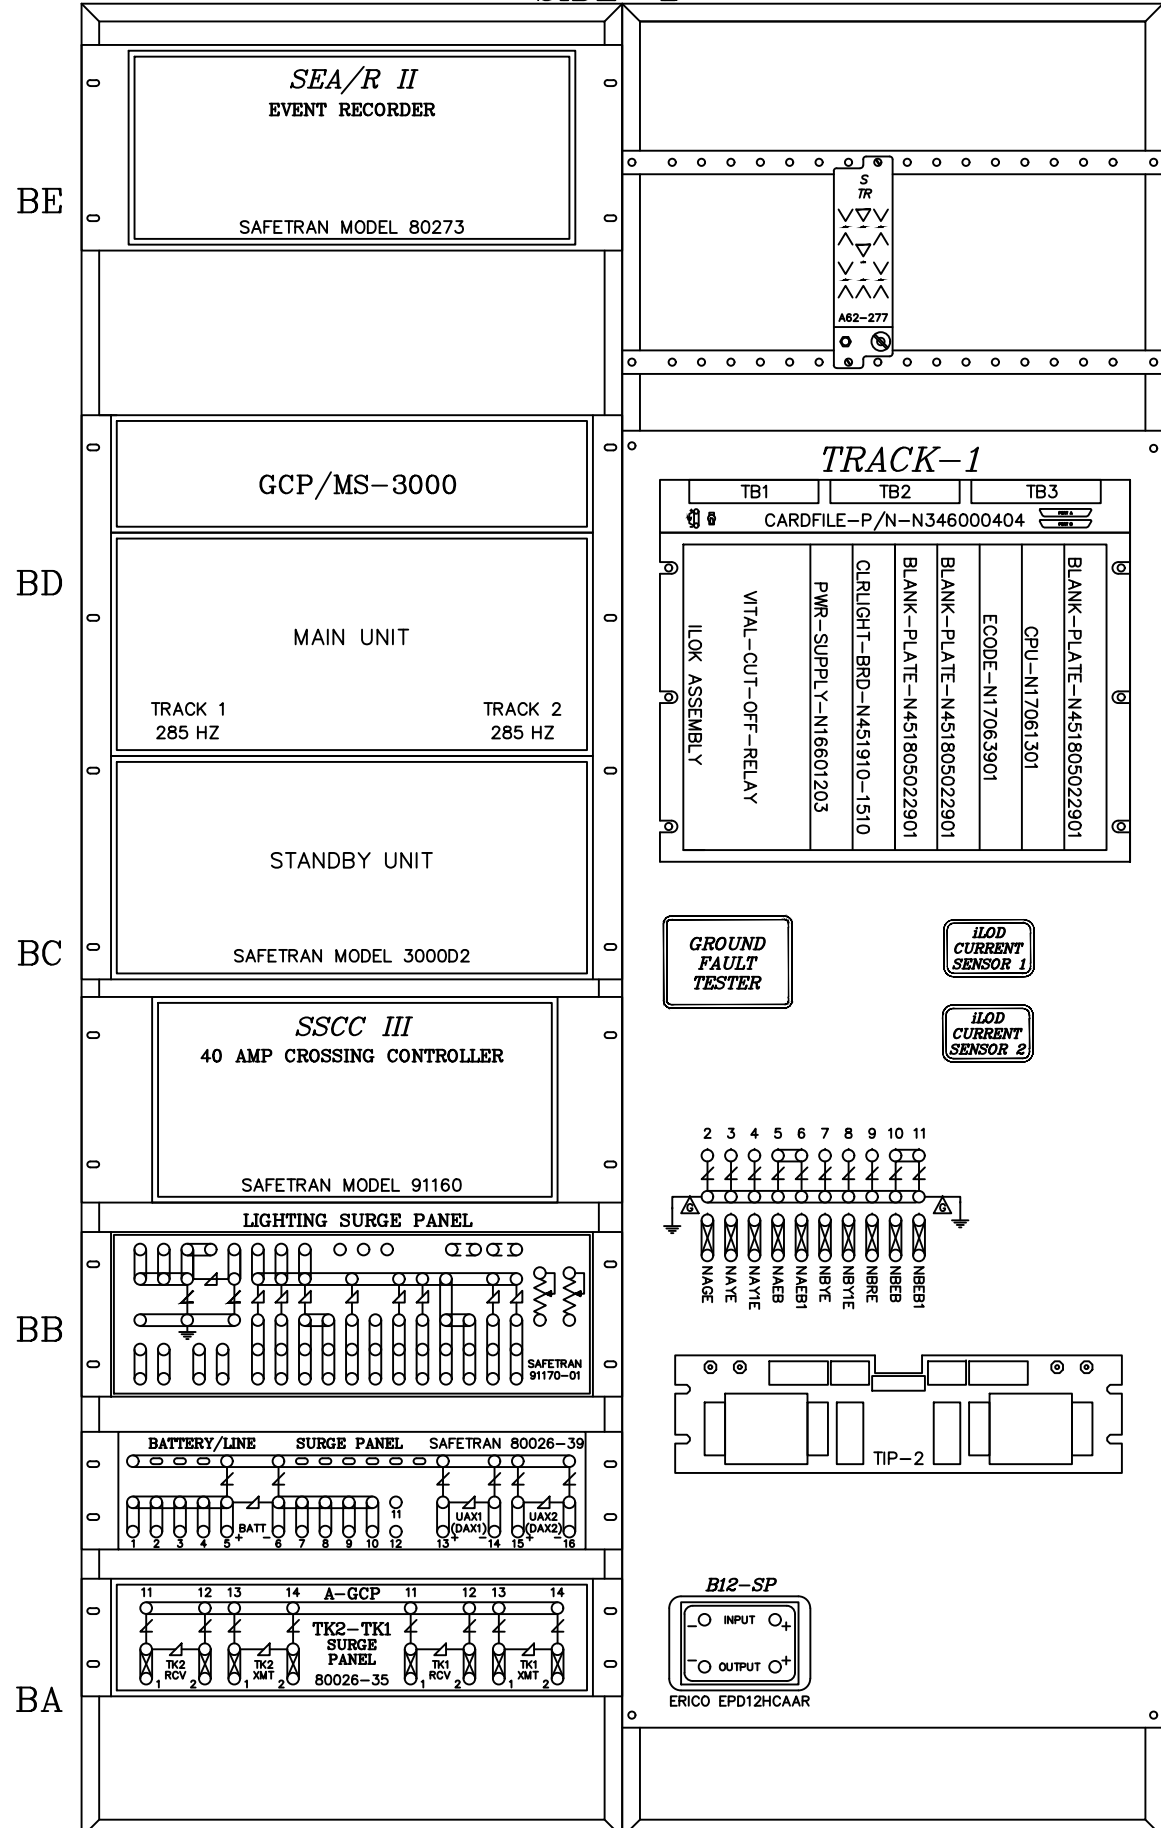 BE
SEA/R II
EVENT RECORDER
SAFETRAN MODEL 80273
BD
GCP/MS-3000
MAIN UNIT
TRACK 1
285 HZ
TRACK 2
285 HZ
BC
STANDBY UNIT
SAFETRAN MODEL 3000D2
SSCC III
40 AMP CROSSING CONTROLLER
SAFETRAN MODEL 91160
BB
LIGHTING SURGE PANEL
SAFETRAN
91170-01
BATTERY/LINE SURGE PANEL SAFETRAN 80026-39
BATT
+ -
11
UAX1
(DAX1)
+ -
UAX2
(DAX2)
+ -
1 2 3 4 5 6 7 8 9 10 12 13 14 15 16
BA
11 12 13 14 A-GCP 11 12 13 14
TK2-TK1
SURGE
PANEL
80026-35
TK2
RCV
TK2
XMT
TK1
RCV
TK1
XMT
1 2 1 2 1 2 1 2
S
TR
A62-277
TRACK-1
TB1 TB2 TB3
CARDFILE-P/N-N346000404
ILOK ASSEMBLY
VITAL-CUT-OFF-RELAY
PWR-SUPPLY-N16601203
CLRLIGHT-BRD-N451910-1510
BLANK-PLATE-N451805022901
BLANK-PLATE-N451805022901
ECODE-N17063901
CPU-N17061301
BLANK-PLATE-N451805022901
GROUND
FAULT
TESTER
iLOD
CURRENT
SENSOR 1
iLOD
CURRENT
SENSOR 2
2 3 4 5 6 7 8 9 10 11
G G
NAGE
NAYE
NAY1E
NAEB
NAEB1
NBYE
NBY1E
NBRE
NBEB
NBEB1
TIP-2
B12-SP
- INPUT +
- OUTPUT +
ERICO EPD12HCAAR